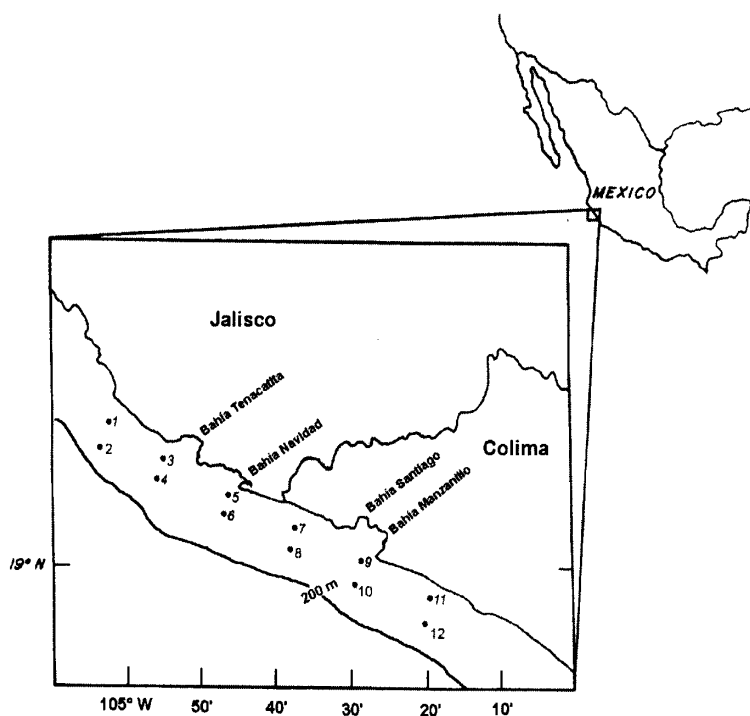 MEXICO
Jalisco
Bahía Tenacatita
Bahía Navidad
Colima
Bahía Santiago
Bahía Manzanillo
1
2
3
4
5
6
7
8
9
10
11
12
19° N
200 m
105° W
50'
40'
30'
20'
10'